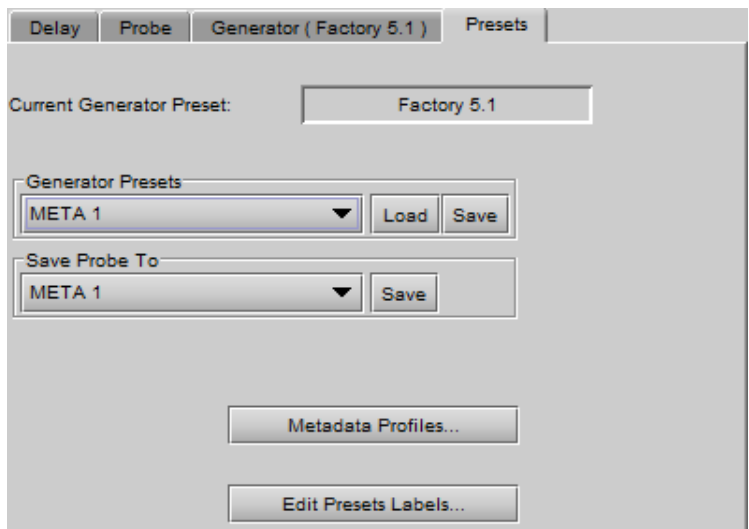 Delay Probe Generator ( Factory 5.1 ) Presets
Current Generator Preset: Factory 5.1
Generator Presets
META 1 Load Save
Save Probe To
META 1 Save
Metadata Profiles...
Edit Presets Labels...